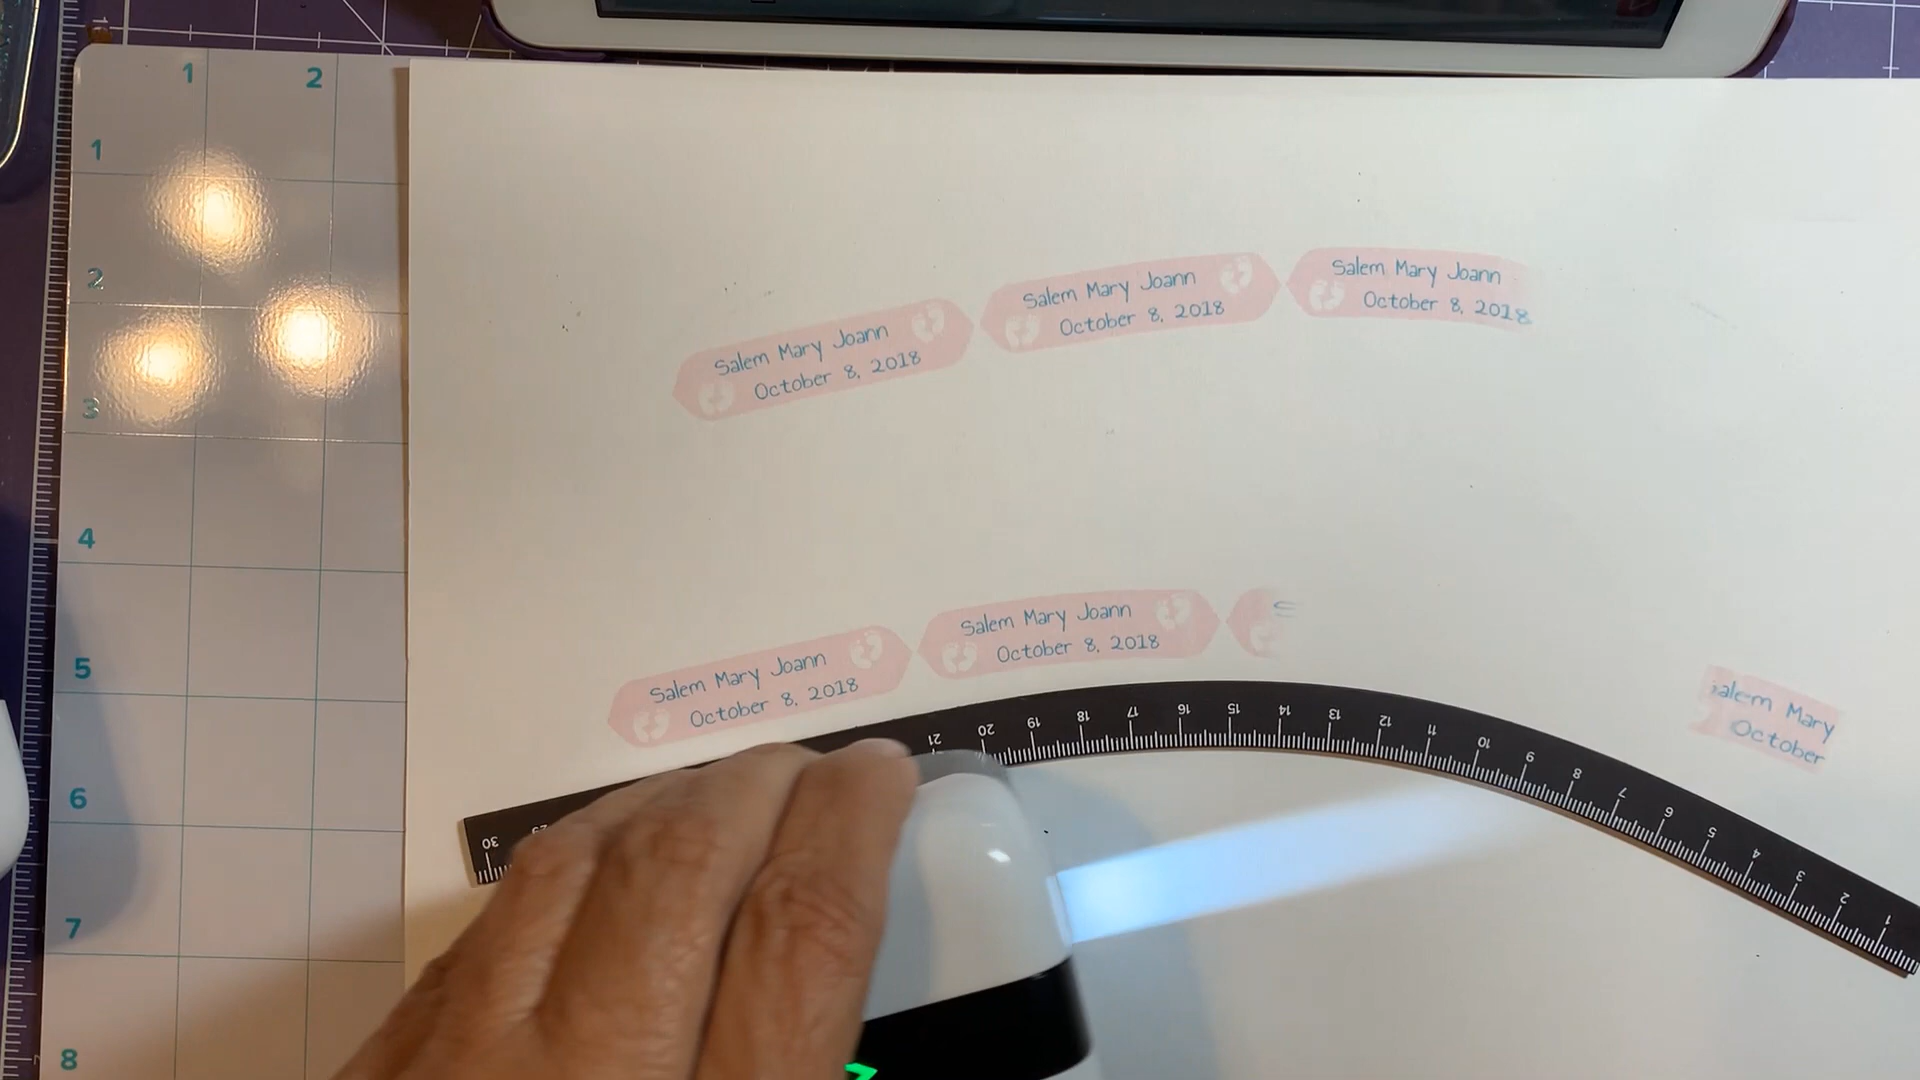 1 2
1
2
3
4
5
6
7
8
Salem Mary Joann
October 8, 2018
Salem Mary Joann
October 8, 2018
Salem Mary Joann
October 8, 2018
Salem Mary Joann
October 8, 2018
Salem Mary Joann
October 8, 2018
alem Mary
October
30 21 20 19 18 17 16 15 14 13 12 11 10 9 8 7 6 5 4 3 2 1